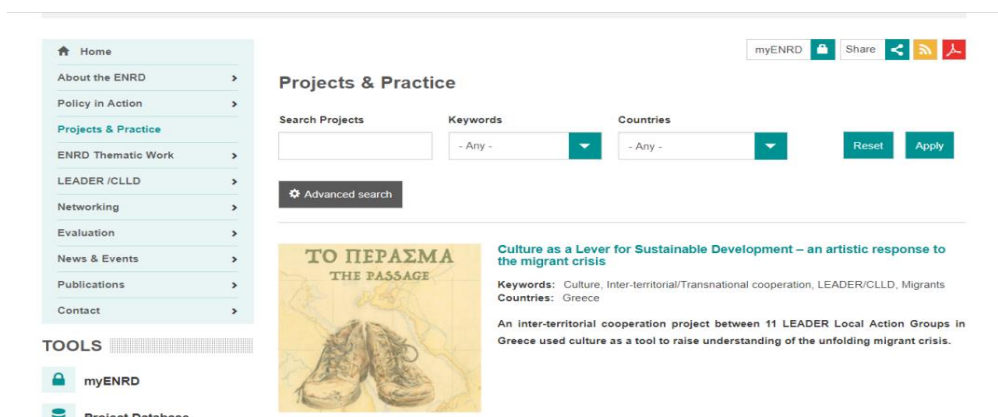 Home
About the ENRD
Policy in Action
Projects & Practice
ENRD Thematic Work
LEADER /CLLD
Networking
Evaluation
News & Events
Publications
Contact
TOOLS
myENRD
Project Database
myENRD
Share
Projects & Practice
Search Projects Keywords Countries
- Any - - Any - Reset Apply
Advanced search
ΤΟ ΠΕΡΑΣΜΑ
THE PASSAGE
Culture as a Lever for Sustainable Development – an artistic response to
the migrant crisis
Keywords: Culture, Inter-territorial/Transnational cooperation, LEADER/CLLD, Migrants
Countries: Greece
An inter-territorial cooperation project between 11 LEADER Local Action Groups in
Greece used culture as a tool to raise understanding of the unfolding migrant crisis.